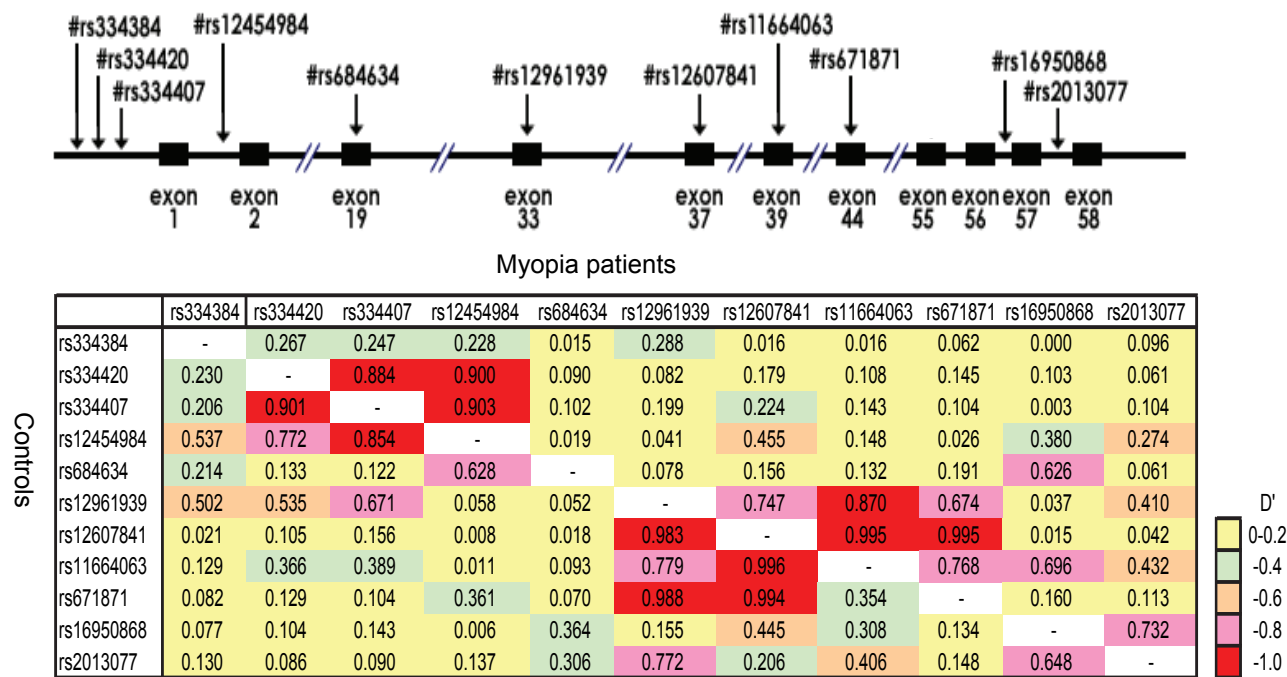 #rs334384
#rs12454984
#rs11664063
#rs334420
#rs684634
#rs12961939
#rs12607841
#rs671871
#rs16950868
#rs334407
#rs2013077
exon 1
exon 2
exon 19
exon 33
exon 37
exon 39
exon 44
exon 55
exon 56
exon 57
exon 58
Myopia patients
rs334384 rs334420 rs334407 rs12454984 rs684634 rs12961939 rs12607841 rs11664063 rs671871 rs16950868 rs2013077
rs334384 - 0.267 0.247 0.228 0.015 0.288 0.016 0.016 0.062 0.000 0.096
rs334420 0.230 - 0.884 0.900 0.090 0.082 0.179 0.108 0.145 0.103 0.061
rs334407 0.206 0.901 - 0.903 0.102 0.199 0.224 0.143 0.104 0.003 0.104
rs12454984 0.537 0.772 0.854 - 0.019 0.041 0.455 0.148 0.026 0.380 0.274
rs684634 0.214 0.133 0.122 0.628 - 0.078 0.156 0.132 0.191 0.626 0.061
rs12961939 0.502 0.535 0.671 0.058 0.052 - 0.747 0.870 0.674 0.037 0.410
rs12607841 0.021 0.105 0.156 0.008 0.018 0.983 - 0.995 0.995 0.015 0.042
rs11664063 0.129 0.366 0.389 0.011 0.093 0.779 0.996 - 0.768 0.696 0.432
rs671871 0.082 0.129 0.104 0.361 0.070 0.988 0.994 0.354 - 0.160 0.113
rs16950868 0.077 0.104 0.143 0.006 0.364 0.155 0.445 0.308 0.134 - 0.732
rs2013077 0.130 0.086 0.090 0.137 0.306 0.772 0.206 0.406 0.148 0.648 -
Controls
D'
0-0.2
-0.4
-0.6
-0.8
-1.0